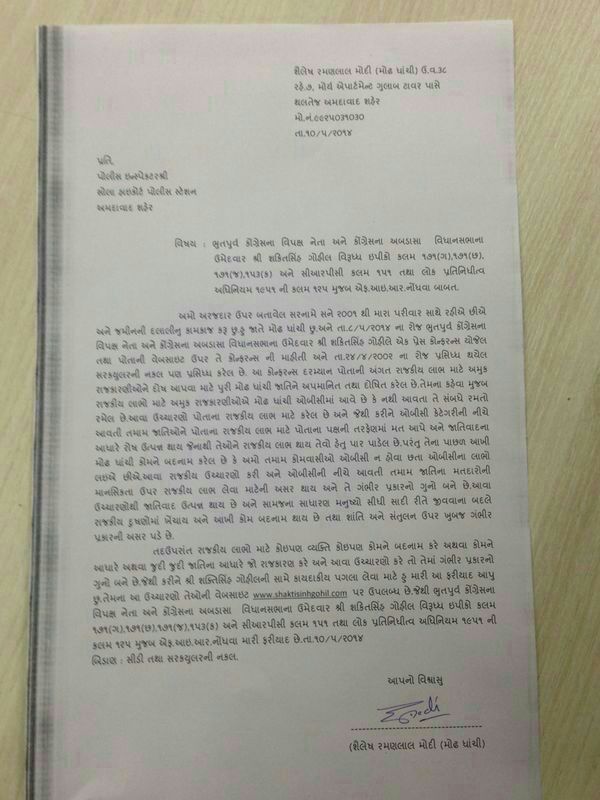 શૈલેષ રમણલાલ મોદી (મોઢ ઘાંચી) ઉ.વ.૩૮
રહે.૭, મોર્ય એપાર્ટમેન્ટ ગુલાબ ટાવર પાસે
થલતેજ અમદાવાદ શહેર
મો.નં.૯૯૨૫૦૩૧૦૩૦
તા.૧૦/૫/૨૦૧૪
પ્રતિ,
પોલીસ ઇન્સ્પેક્ટરશ્રી
સોલા હાઇકોર્ટ પોલીસ સ્ટેશન
અમદાવાદ શહેર
વિષય : ભુતપુર્વ કોંગ્રેસના વિપક્ષ નેતા અને કોંગ્રેસના અબડાસા વિધાનસભાના
ઉમેદવાર શ્રી શકિતસિંહ ગોહીલ વિરૂધ્ધ ઇપીકો કલમ ૧૭૧(ગ),૧૭૧(છ),
૧૭૧(જ),૧૫૩(ક) અને સીઆરપીસી કલમ ૧૫૧ તથા લોક પ્રતિનિધીત્વ
અધિનિયમ ૧૯૫૧ ની કલમ ૧૨૫ મુજબ એફ.આઇ.આર.નોંધવા બાબત.
અમો અરજદાર ઉપર બતાવેલ સરનામે સને ૨૦૦૧ થી મારા પરીવાર સાથે રહીએ છીએ
અને જમીનની દલાલીનુ કામકાજ કરૂ છુ.હુ જાતે મોઢ ઘાંચી છુ.અને તા.૮/૫/૨૦૧૪ ના રોજ ભુતપુર્વ કોંગ્રેસના
વિપક્ષ નેતા અને કોંગ્રેસના અબડાસા વિધાનસભાના ઉમેદવાર શ્રી શકિતસિંહ ગોહીલે એક પ્રેસ કોન્ફરન્સ યોજેલ
તથા પોતાની વેબસાઇટ ઉપર તે કોન્ફરન્સ ની માહીતી અને તા.૨૪/૪/૨૦૦૨ ના રોજ પ્રસિધ્ધ થયેલ
સરકયુલરની નકલ પણ પ્રસિધ્ધ કરેલ છે. આ કોન્ફરન્સ દરમ્યાન પોતાની અંગત રાજકીય લાભ માટે અમુક
રાજકારણીઓને દોષ આપવા માટે પુરી મોઢ ઘાંચી જાતિને અપમાનિત તથા દોષિત કરેલ છે.તેમના કહેવા મુજબ
રાજકીય લાભો માટે અમુક રાજકારણીઓએ મોઢ ઘાંચી ઓબીસીમાં આવે છે કે નથી આવતા તે સંબધે રમતો
રમેલ છે.આવા ઉચ્ચારણો પોતાના રાજકીય લાભ માટે કરેલ છે અને જેથી કરીને ઓબીસી કેટેગરીની નીચે
આવતી તમામ જાતિઓને પોતાના રાજકીય લાભ માટે પોતાના પક્ષની તરફેણમાં મત આપે અને જાતિવાદના
આધારે રોષ ઉત્પન્ન થાય જેનાથી તેઓને રાજકીય લાભ થાય તેવો હેતુ પાર પાડેલ છે.પરંતુ તેના પાછળ આખી
મોઢ ઘાંચી કોમને બદનામ કરેલ છે કે અમો તમામ કોમવાસીઓ ઓબીસી ન હોવા છતા ઓબીસીના લાભો
લઇએ છીએ.આવા રાજકીય ઉચ્ચારણો કરી અને ઓબીસીની નીચે આવતી તમામ જાતિના મતદારોની
માનસિકતા ઉપર રાજકીય લાભ લેવા માટેની અસર થાય અને તે ગંભીર પ્રકારનો ગુનો બને છે.આવા
ઉચ્ચારણોથી જાતિવાદ ઉત્પન્ન થાય છે અને સામજના સાધારણ મનુષ્યો સીધી સાદી રીતે જીવવાના બદલે
રાજકીય દુષણોમાં ખેંચાય અને આખી કોમ બદનામ થાય છે તથા શાંતિ અને સંતુલન ઉપર ખુબજ ગંભીર
પ્રકારની અસર પડે છે.
તદઉપરાંત રાજકીય લાભો માટે કોઇપણ વ્યક્તિ કોઇપણ કોમને બદનામ કરે અથવા કોમને
આધારે અથવા જુદી જુદી જાતિના આધારે જો રાજકારણ કરે અને આવા ઉચ્ચારણો કરે તો તેમાં ગંભીર પ્રકારનો
ગુનો બને છે.જેથી કરીને શ્રી શક્તિસિંહ ગોહીલની સામે કાયદાકીય પગલા લેવા માટે હુ મારી આ ફરીયાદ આપુ
છુ.તેમના આ ઉચ્ચારણો તેઓની વેબસાઇટ www.shaktisinhgohil.com પર ઉપલબ્ધ છે.જેથી ભુતપુર્વ કોંગ્રેસના
વિપક્ષ નેતા અને કોંગ્રેસના અબડાસા વિધાનસભાના ઉમેદવાર શ્રી શકિતસિંહ ગોહીલ વિરૂધ્ધ ઇપીકો કલમ
૧૭૧(ગ),૧૭૧(છ),૧૭૧(જ),૧૫૩(ક) અને સીઆરપીસી કલમ ૧૫૧ તથા લોક પ્રતિનિધીત્વ અધિનિયમ ૧૯૫૧ ની
કલમ ૧૨૫ મુજબ એફ.આઇ.આર.નોંધવા મારી ફરીયાદ છે.તા.૧૦/૫/૨૦૧૪
બિડાણ : સીડી તથા સરકયુલરની નકલ.
આપનો વિશ્વાસુ
(શૈલેષ રમણલાલ મોદી (મોઢ ઘાંચી)